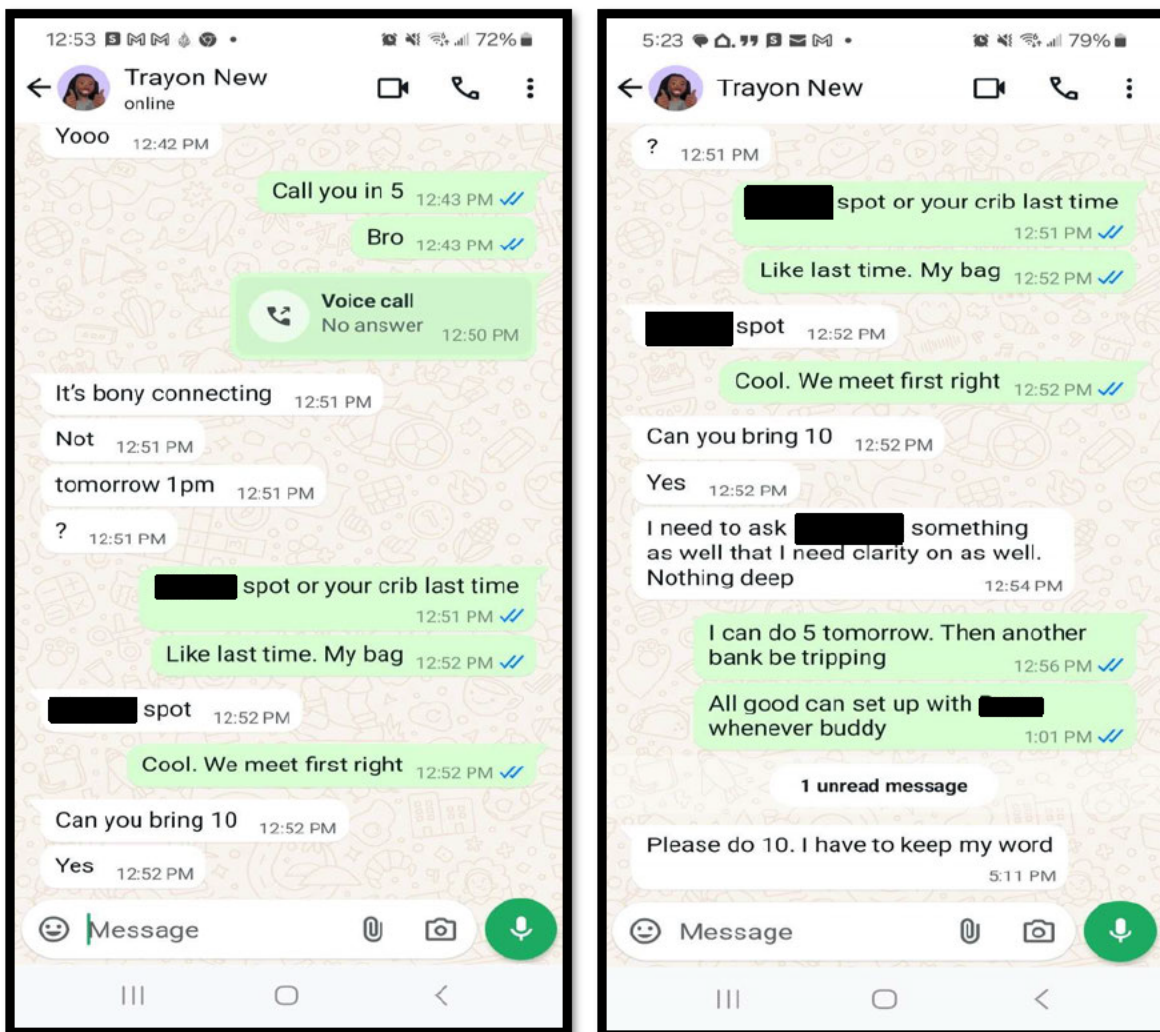 12:53 72%
Trayon New
online
Yooo 12:42 PM
Call you in 5 12:43 PM
Bro 12:43 PM
Voice call
No answer 12:50 PM
It's bony connecting 12:51 PM
Not 12:51 PM
tomorrow 1pm 12:51 PM
? 12:51 PM
spot or your crib last time
12:51 PM
Like last time. My bag 12:52 PM
spot 12:52 PM
Cool. We meet first right 12:52 PM
Can you bring 10 12:52 PM
Yes 12:52 PM
Message
5:23 79%
Trayon New
? 12:51 PM
spot or your crib last time
12:51 PM
Like last time. My bag 12:52 PM
spot 12:52 PM
Cool. We meet first right 12:52 PM
Can you bring 10 12:52 PM
Yes 12:52 PM
I need to ask something
as well that I need clarity on as well.
Nothing deep 12:54 PM
I can do 5 tomorrow. Then another
bank be tripping 12:56 PM
All good can set up with
whenever buddy 1:01 PM
1 unread message
Please do 10. I have to keep my word
5:11 PM
Message